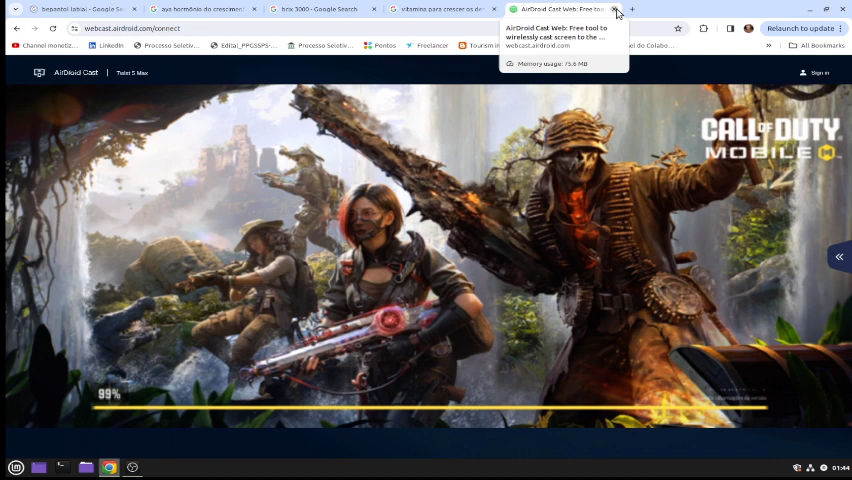 bepantol labial - Google Se
aya hormônio do crescimen
brix 3000 - Google Search
vitamina para crescer os de
AirDroid Cast Web: Free too
webcast.airdroid.com/connect
Relaunch to update
Channel monetiz...
LinkedIn
Processo Seletiv...
Edital_PPGSSPS-...
Processo Seletiv...
Pontos
Freelancer
Tourism in
el do Colabo...
»
All Bookmarks
AirDroid Cast Web: Free tool to
wirelessly cast screen to the ...
webcast.airdroid.com
Memory usage: 75.6 MB
AirDroid Cast
Twist 5 Max
Sign in
CALL OF DUTY
MOBILE
99%
01:44